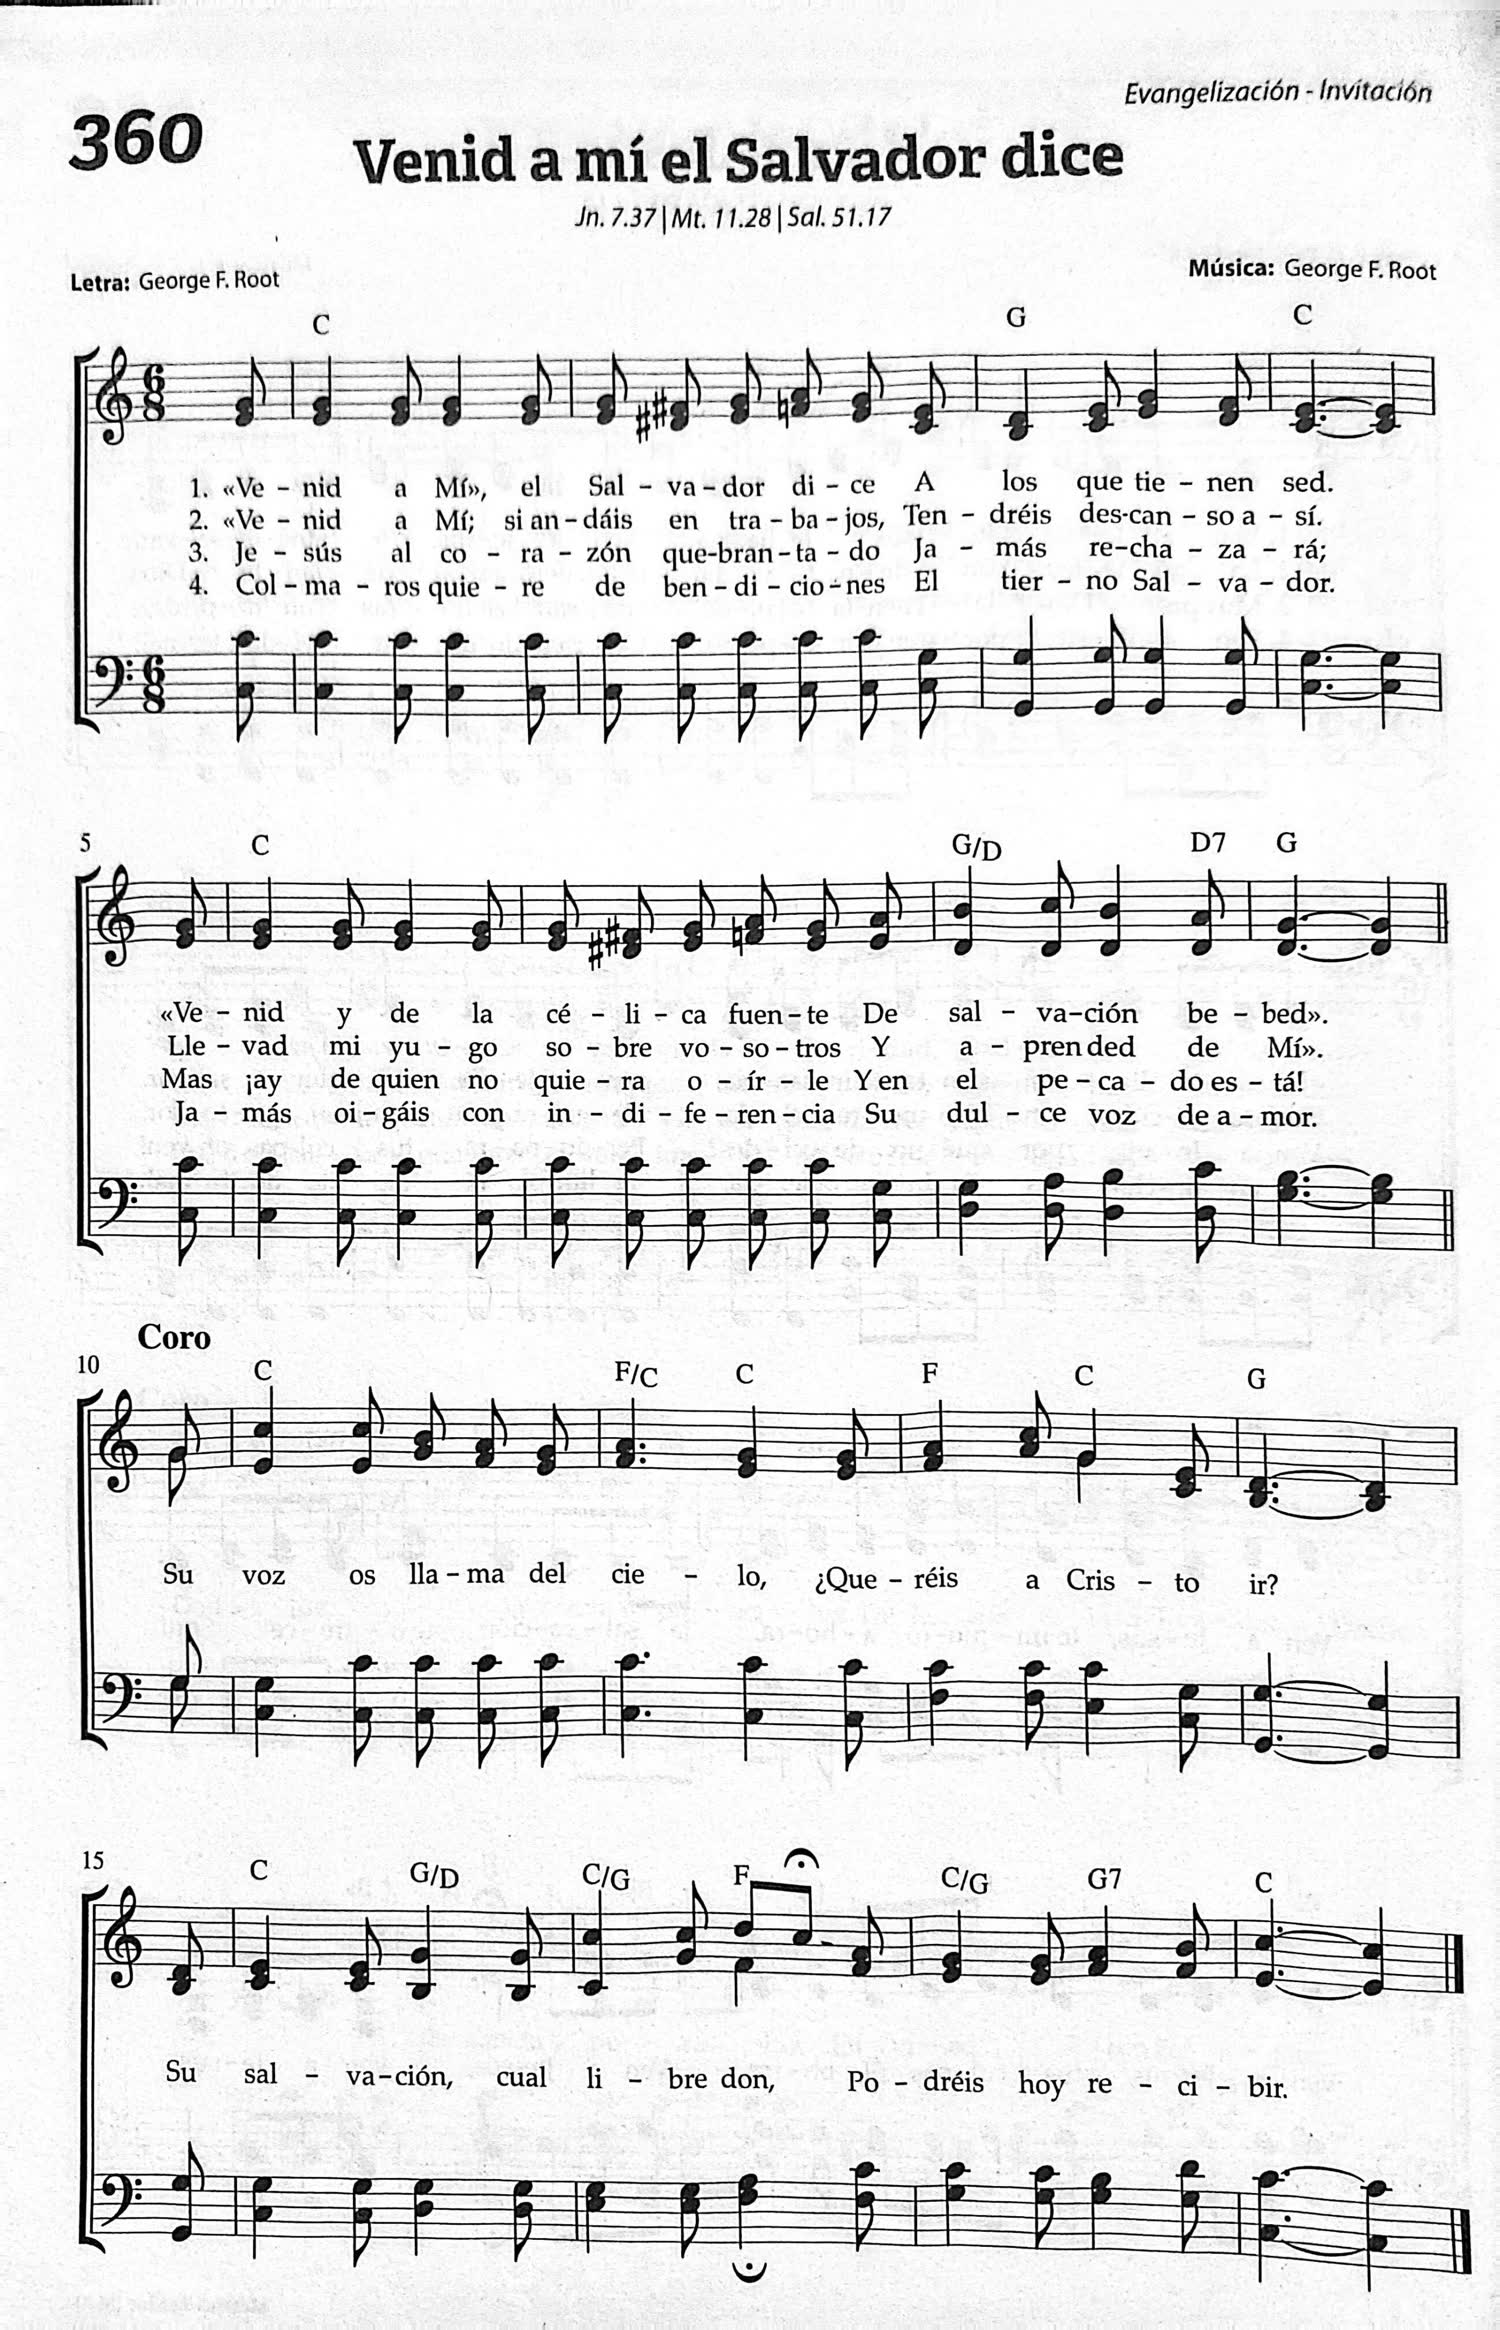 Evangelización - Invitación
360
Venid a mí el Salvador dice
Jn. 7.37 | Mt. 11.28 | Sal. 51.17
Letra: George F. Root
Música: George F. Root
C G C
6 8
1. «Ve – nid a Mí», el Sal – va – dor di – ce A los que tie – nen sed.
2. «Ve – nid a Mí; si an – dáis en tra – ba – jos, Ten – dréis des-can – so a – sí.
3. Je – sús al co – ra – zón que-bran – ta – do Ja – más re–cha – za – rá;
4. Col – ma – ros quie – re de ben – di – cio – nes El tier – no Sal – va – dor.
6 8
5
C G/D D7 G
«Ve – nid y de la cé – li – ca fuen – te De sal – va–ción be – bed».
Lle – vad mi yu – go so – bre vo – so – tros Y a – prended de Mí».
Mas ¡ay de quien no quie – ra o – ír – le Y en el pe – ca – do es – tá!
Ja – más oi – gáis con in – di – fe – ren – cia Su dul – ce voz de a – mor.
Coro
10
C F/C C F C G
Su voz os lla – ma del cie – lo, ¿Que – réis a Cris – to ir?
15
C G/D C/G F C/G G7 C
Su sal – va–ción, cual li – bre don, Po – dréis hoy re – ci – bir.